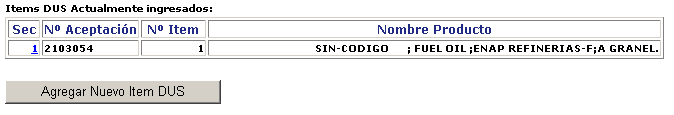 Items DUS Actualmente ingresados:
Sec Nº Aceptación Nº Item Nombre Producto
1 2103054 1 SIN-CODIGO ; FUEL OIL ;ENAP REFINERIAS-F;A GRANEL.
Agregar Nuevo Item DUS